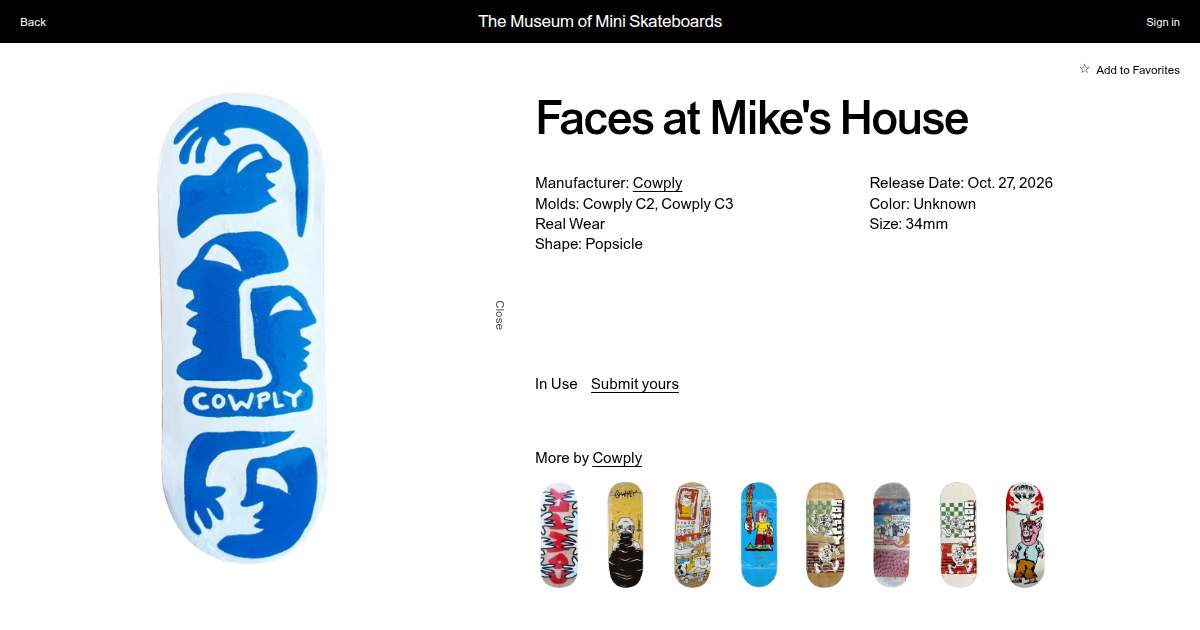 Back
The Museum of Mini Skateboards
Sign in
☆ Add to Favorites
Faces at Mike's House
Manufacturer: Cowply
Molds: Cowply C2, Cowply C3
Real Wear
Shape: Popsicle
Release Date: Oct. 27, 2026
Color: Unknown
Size: 34mm
Close
COWPLY
In Use Submit yours
More by Cowply